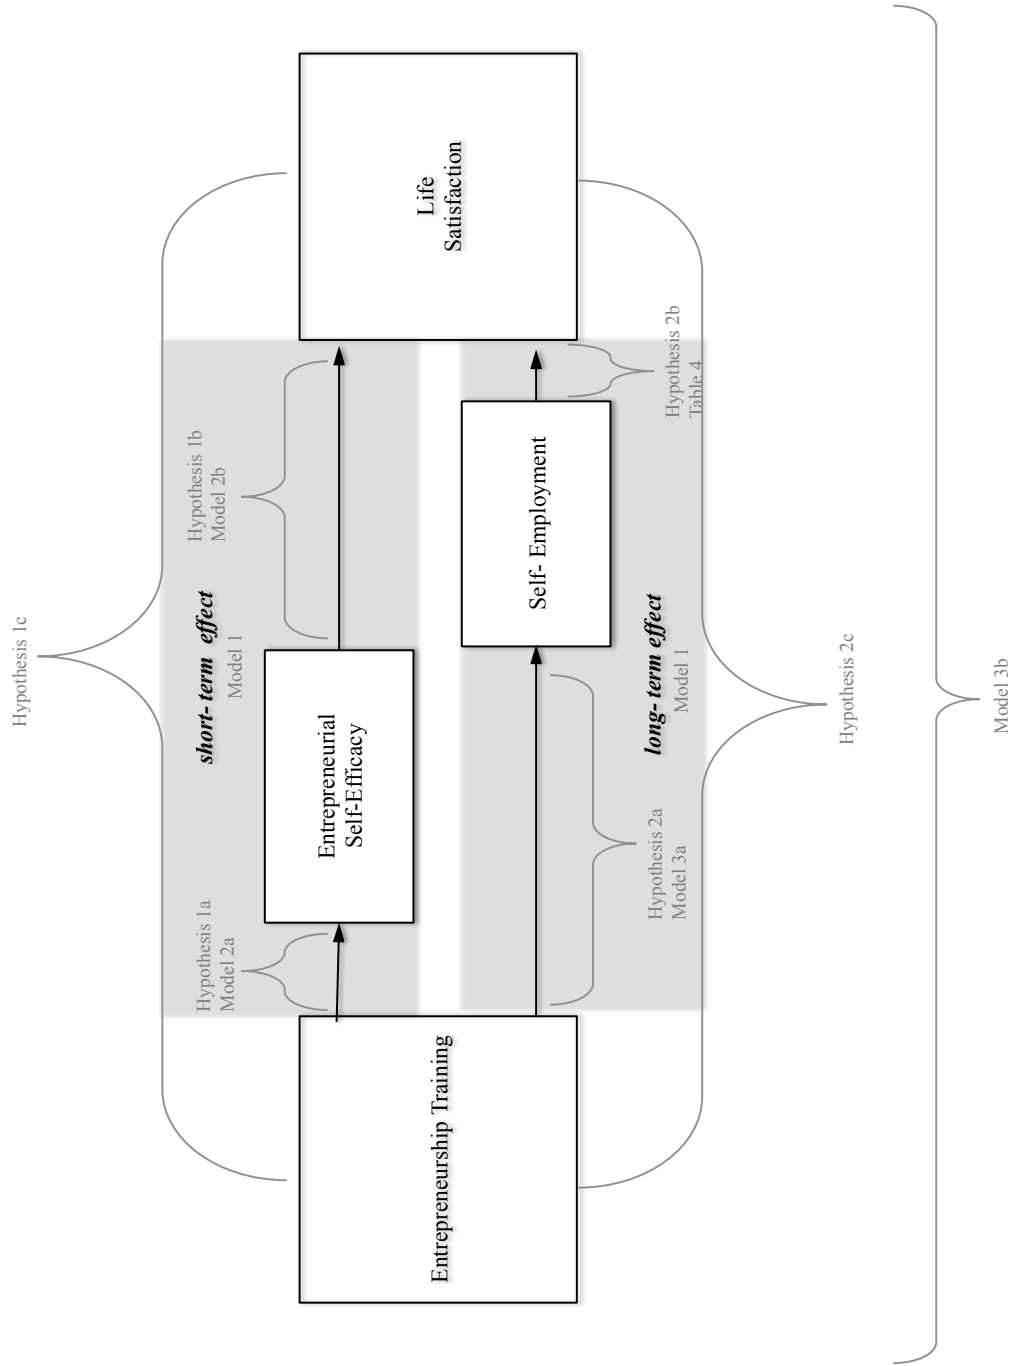 Hypothesis 1c
short- term effect
Model 1
Hypothesis 1a
Model 2a
Hypothesis 1b
Model 2b
Entrepreneurial
Self-Efficacy
Entrepreneurship Training
Life
Satisfaction
Self- Employment
Hypothesis 2a
Model 3a
Hypothesis 2b
Table 4
long- term effect
Model 1
Hypothesis 2c
Model 3b